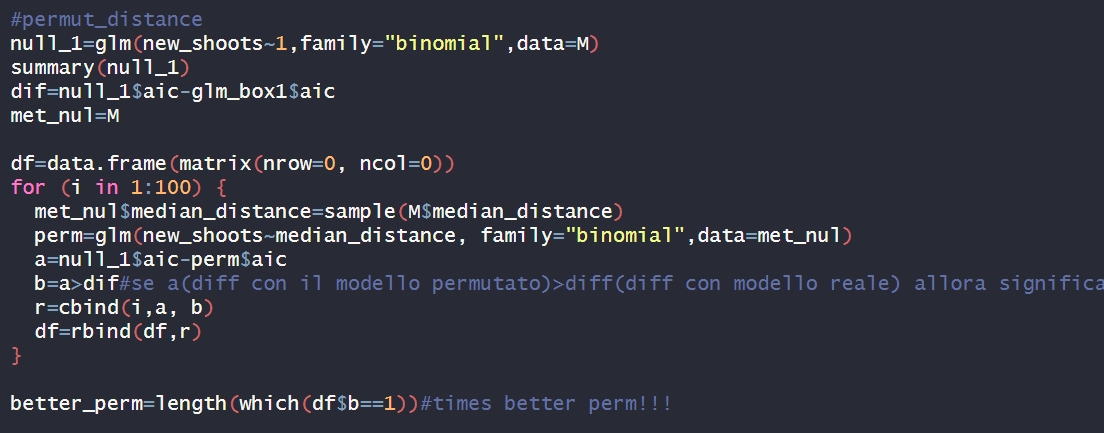 #permut_distance
null_1=glm(new_shoots~1,family="binomial",data=M)
summary(null_1)
dif=null_1$aic-glm_box1$aic
met_nul=M
df=data.frame(matrix(nrow=0, ncol=0))
for (i in 1:100) {
  met_nul$median_distance=sample(M$median_distance)
  perm=glm(new_shoots~median_distance, family="binomial",data=met_nul)
  a=null_1$aic-perm$aic
  b=a>dif#se a(diff con il modello permutato)>diff(diff con modello reale) allora significa
  r=cbind(i,a, b)
  df=rbind(df,r)
}
better_perm=length(which(df$b==1))#times better perm!!!